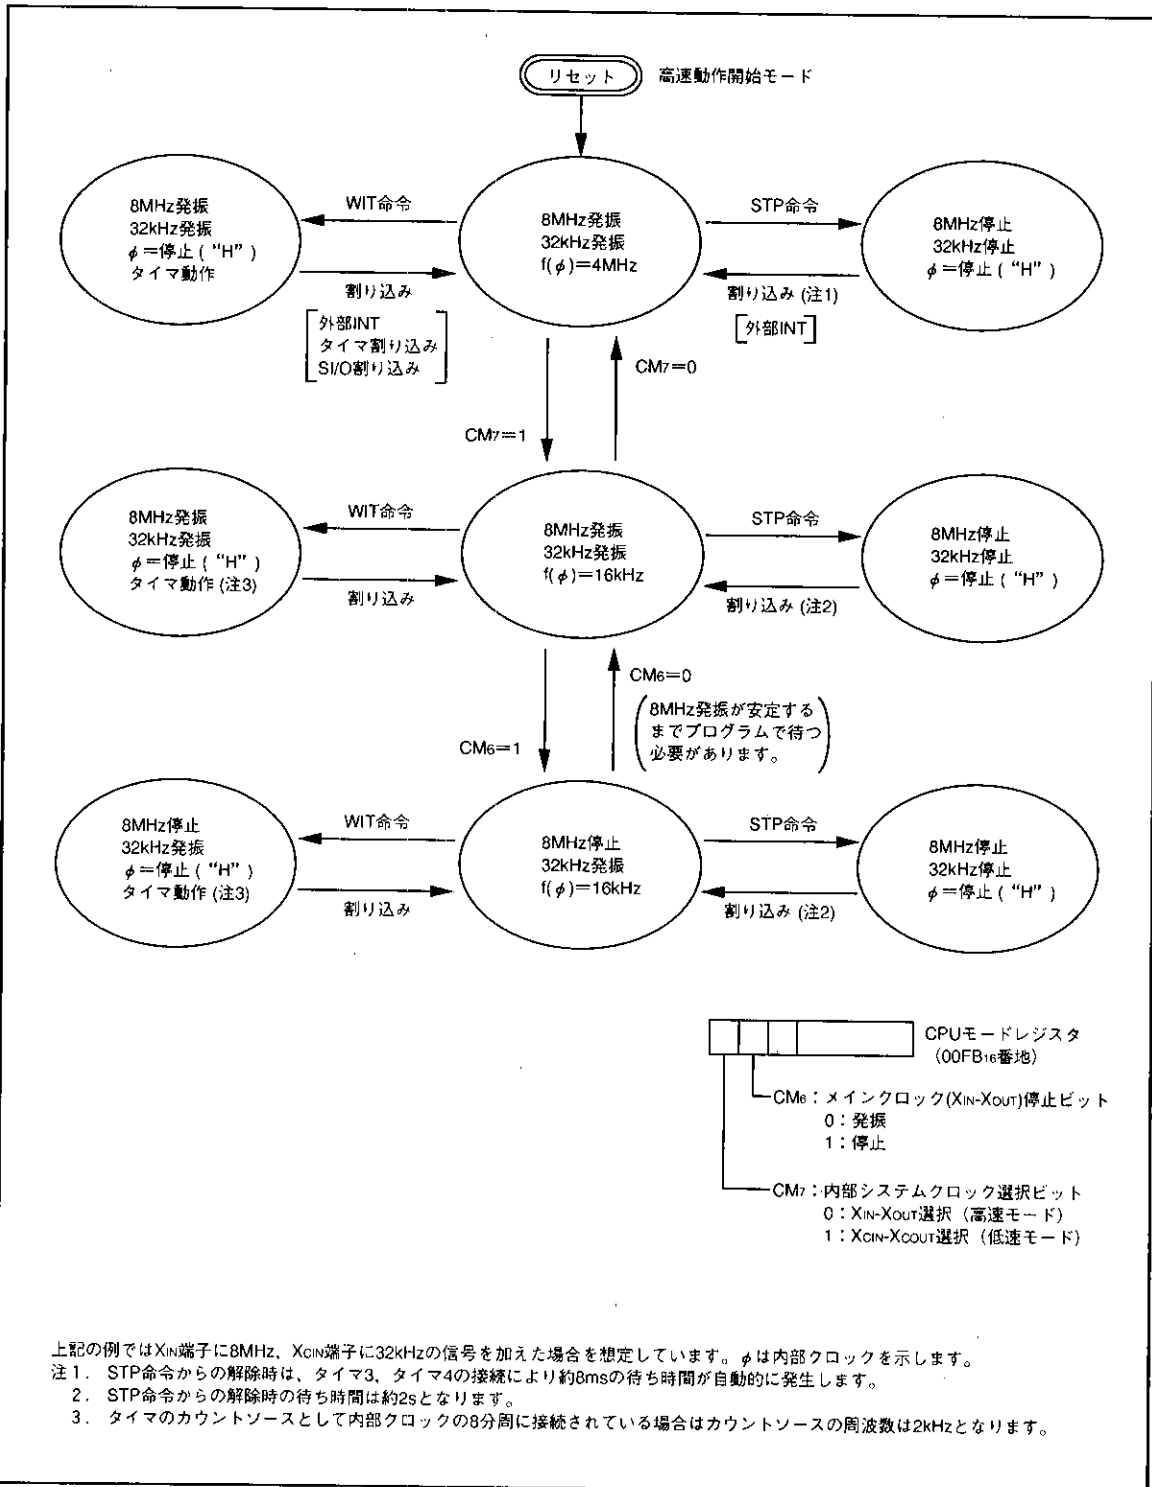 リセット 高速動作開始モード
8MHz発振
32kHz発振
φ＝停止 (“H”)
タイマ動作
WIT命令
割り込み
外部INT
タイマ割り込み
SI/O割り込み
8MHz発振
32kHz発振
f(φ)＝4MHz
STP命令
割り込み (注1)
外部INT
8MHz停止
32kHz停止
φ＝停止 (“H”)
CM7＝1
CM7＝0
8MHz発振
32kHz発振
φ＝停止 (“H”)
タイマ動作 (注3)
WIT命令
割り込み
8MHz発振
32kHz発振
f(φ)＝16kHz
STP命令
割り込み (注2)
8MHz停止
32kHz停止
φ＝停止 (“H”)
CM6＝1
CM6＝0
8MHz発振が安定する
までプログラムで待つ
必要があります。
8MHz停止
32kHz発振
φ＝停止 (“H”)
タイマ動作 (注3)
WIT命令
割り込み
8MHz停止
32kHz発振
f(φ)＝16kHz
STP命令
割り込み (注2)
8MHz停止
32kHz停止
φ＝停止 (“H”)
CPUモードレジスタ
(00FB16番地)
CM6：メインクロック(XIN-XOUT)停止ビット
0：発振
1：停止
CM7：内部システムクロック選択ビット
0：XIN-XOUT選択（高速モード）
1：XCIN-XCOUT選択（低速モード）
上記の例ではXIN端子に8MHz、XCIN端子に32kHzの信号を加えた場合を想定しています。φは内部クロックを示します。
注1. STP命令からの解除時は、タイマ3、タイマ4の接続により約8msの待ち時間が自動的に発生します。
2. STP命令からの解除時の待ち時間は約2sとなります。
3. タイマのカウントソースとして内部クロックの8分周に接続されている場合はカウントソースの周波数は2kHzとなります。